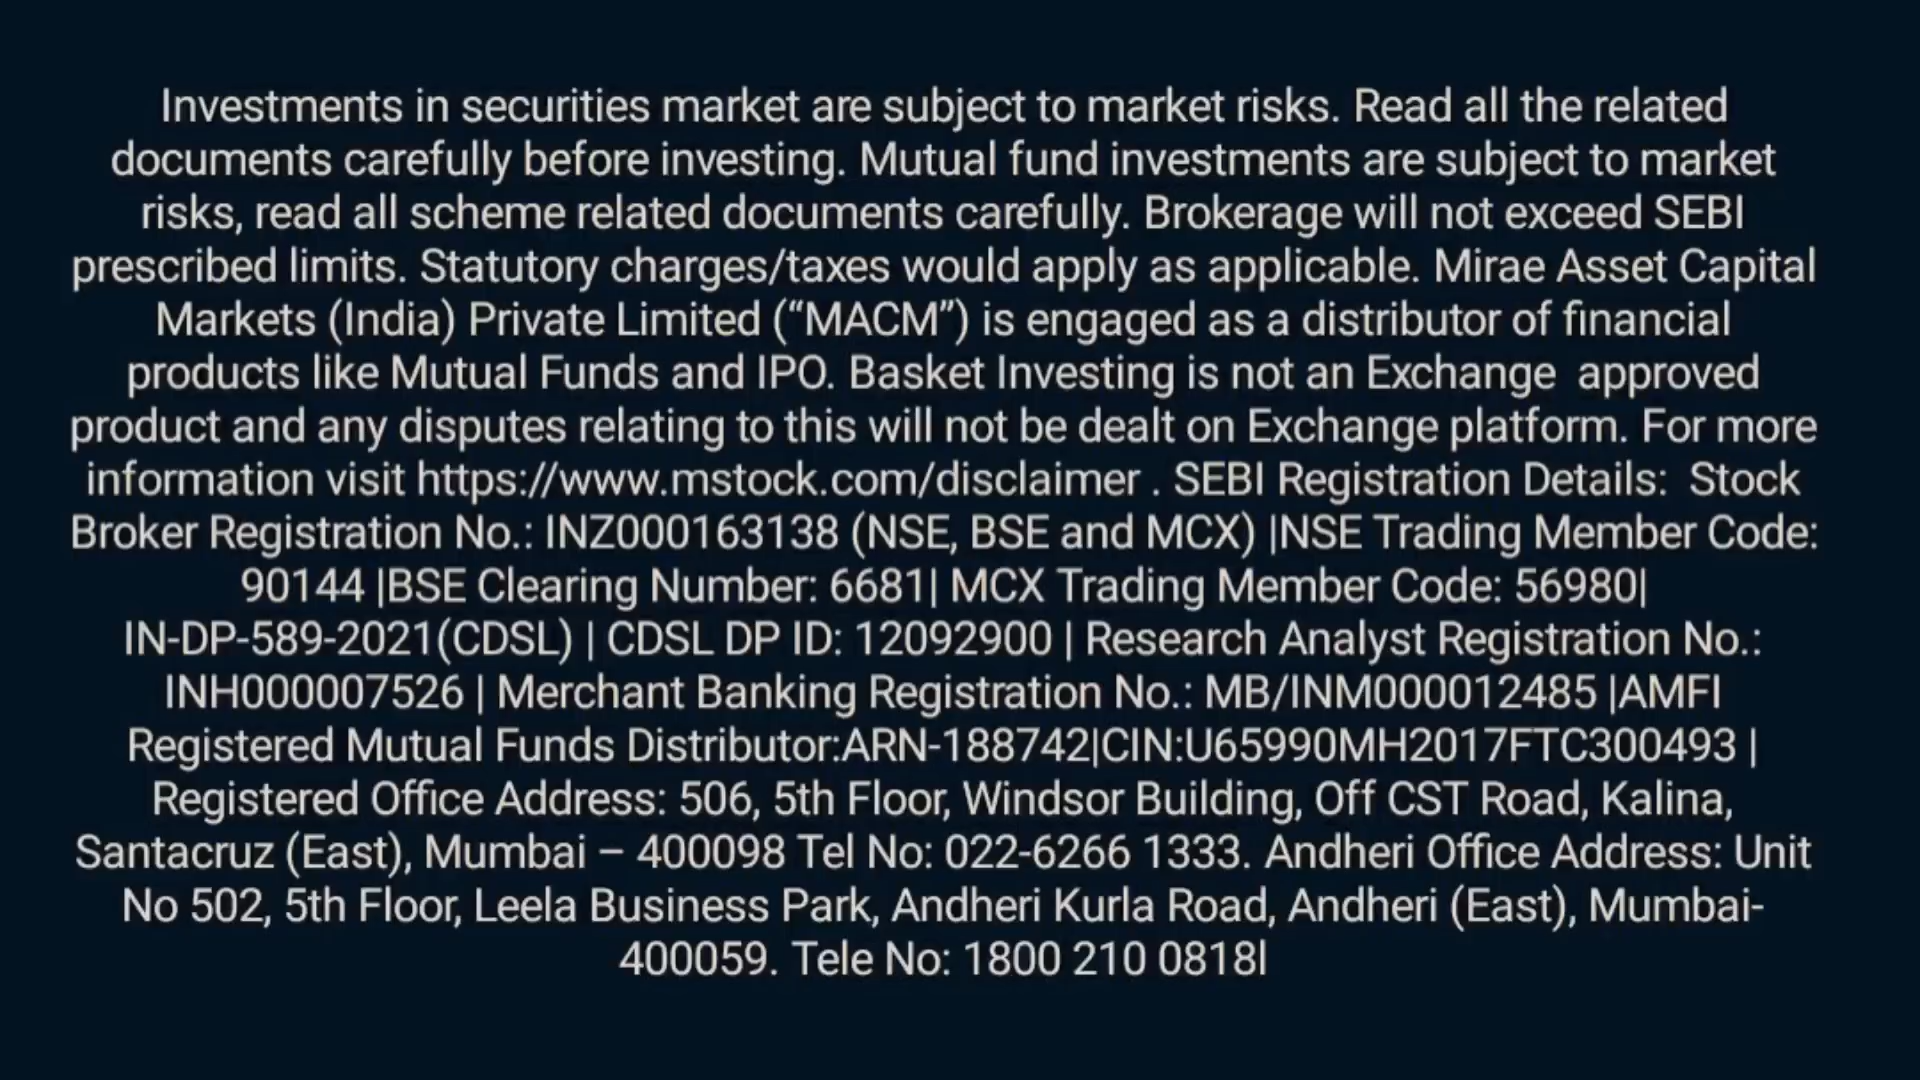 Investments in securities market are subject to market risks. Read all the related
documents carefully before investing. Mutual fund investments are subject to market
risks, read all scheme related documents carefully. Brokerage will not exceed SEBI
prescribed limits. Statutory charges/taxes would apply as applicable. Mirae Asset Capital
Markets (India) Private Limited (“MACM”) is engaged as a distributor of financial
products like Mutual Funds and IPO. Basket Investing is not an Exchange  approved
product and any disputes relating to this will not be dealt on Exchange platform. For more
information visit https://www.mstock.com/disclaimer . SEBI Registration Details:  Stock
Broker Registration No.: INZ000163138 (NSE, BSE and MCX) |NSE Trading Member Code:
90144 |BSE Clearing Number: 6681| MCX Trading Member Code: 56980|
IN-DP-589-2021(CDSL) | CDSL DP ID: 12092900 | Research Analyst Registration No.:
INH000007526 | Merchant Banking Registration No.: MB/INM000012485 |AMFI
Registered Mutual Funds Distributor:ARN-188742|CIN:U65990MH2017FTC300493 |
Registered Office Address: 506, 5th Floor, Windsor Building, Off CST Road, Kalina,
Santacruz (East), Mumbai – 400098 Tel No: 022-6266 1333. Andheri Office Address: Unit
No 502, 5th Floor, Leela Business Park, Andheri Kurla Road, Andheri (East), Mumbai-
400059. Tele No: 1800 210 0818l